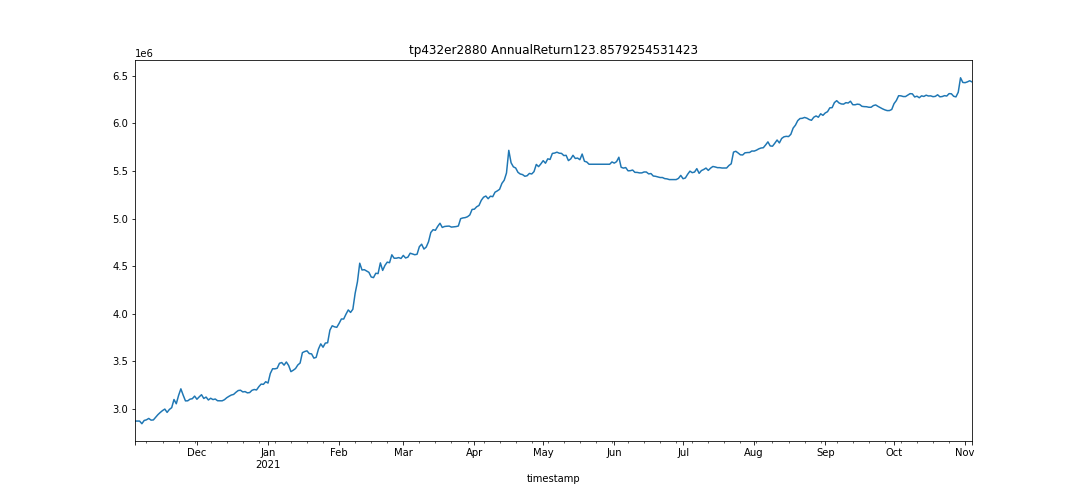 tp432er2880 AnnualReturn123.8579254531423
1e6
6.5
6.0
5.5
5.0
4.5
4.0
3.5
3.0
Dec Jan Feb Mar Apr May Jun Jul Aug Sep Oct Nov
2021
timestamp